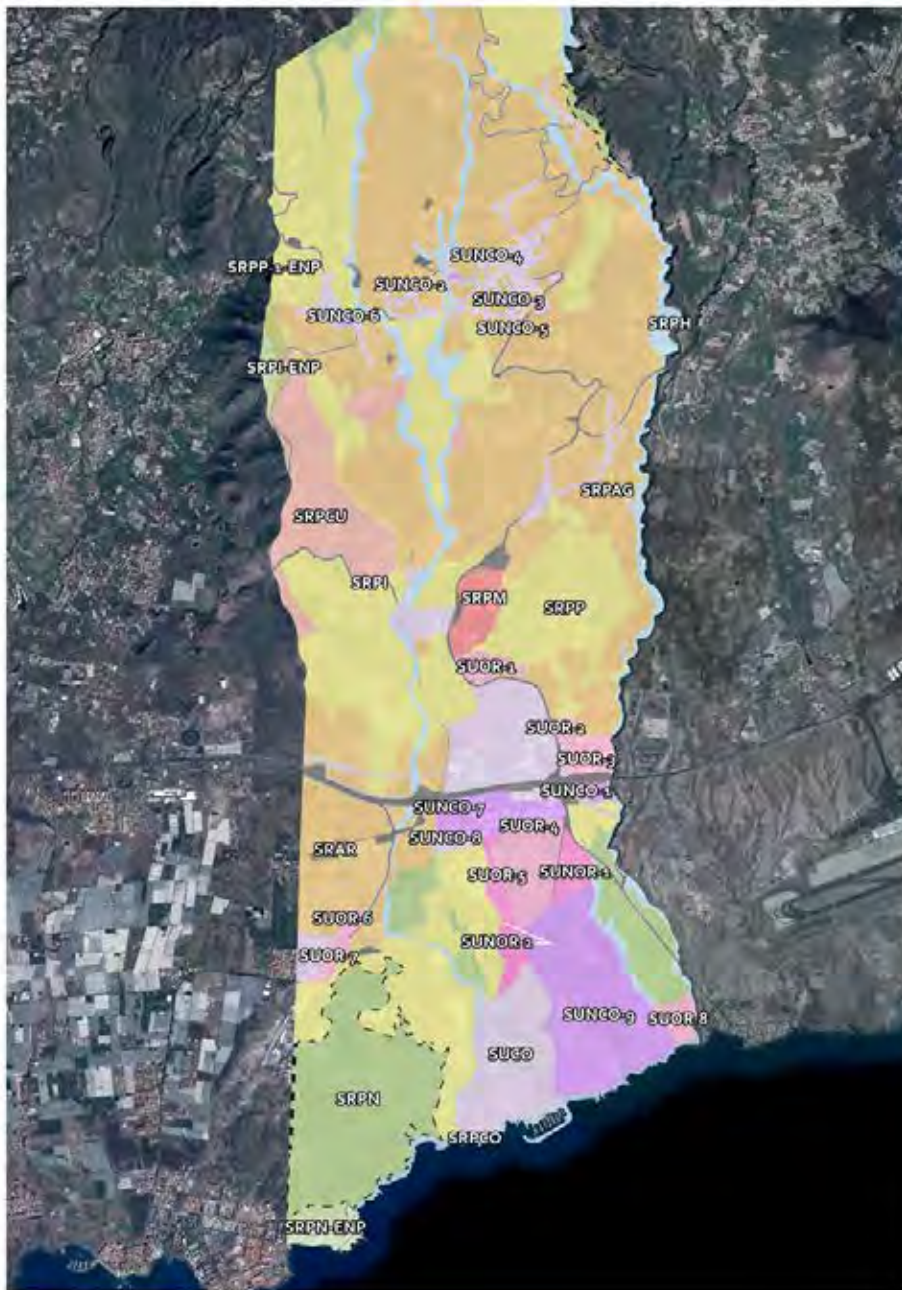 SUNCO-4
SRPP-1-ENP
SUNCO-2
SUNCO-3
SUNCO-6
SUNCO-5
SRPH
SRPI-ENP
SRPAG
SRPCU
SRPI
SRPM
SRPP
SUOR-1
SUOR-2
SUOR-3
SUNCO-1
SUNCO-7
SUOR-4
SUNCO-8
SRAR
SUOR-5
SUNOR-1
SUOR-6
SUNOR-2
SUOR-7
SUNCO-9
SUOR-8
SUCO
SRPN
SRPCO
SRPN-ENP